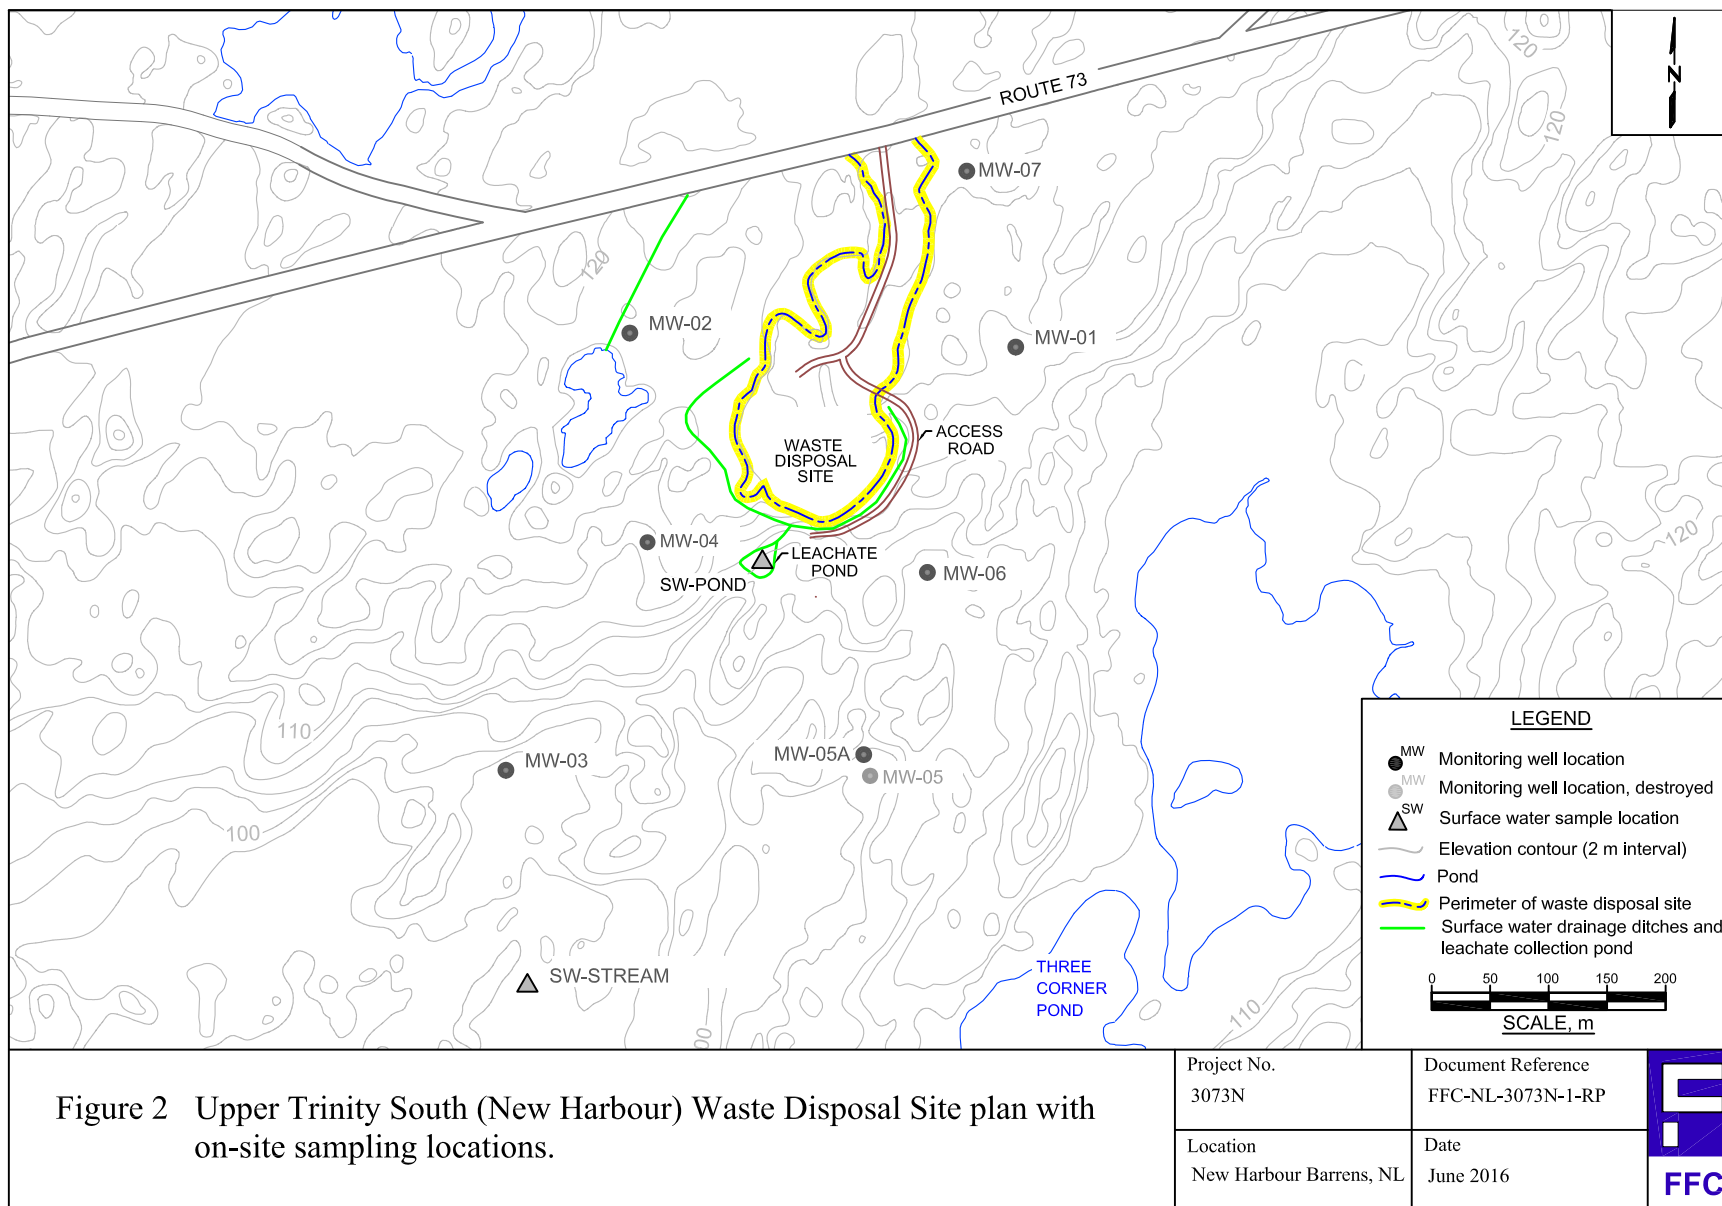 120
120
N
ROUTE 73
MW-07
120
MW-02
MW-01
ACCESS
ROAD
WASTE
DISPOSAL
SITE
120
MW-04
LEACHATE
POND
SW-POND
MW-06
110
MW-03
MW-05A
MW-05
100
SW-STREAM
THREE
CORNER
POND
110
00
LEGEND
MW Monitoring well location
MW Monitoring well location, destroyed
SW Surface water sample location
Elevation contour (2 m interval)
Pond
Perimeter of waste disposal site
Surface water drainage ditches and
leachate collection pond
0 50 100 150 200
SCALE, m
Figure 2 Upper Trinity South (New Harbour) Waste Disposal Site plan with
on-site sampling locations.
Project No.
3073N
Document Reference
FFC-NL-3073N-1-RP
Location
New Harbour Barrens, NL
Date
June 2016
FFC